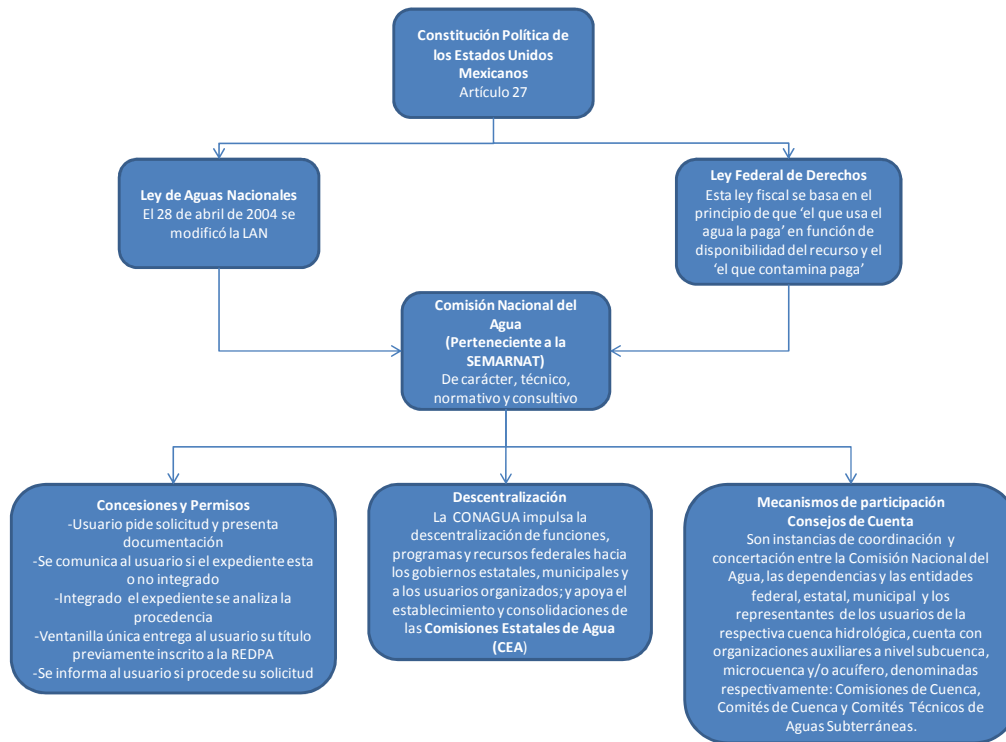 Constitución Política de
los Estados Unidos
Mexicanos
Artículo 27
Ley de Aguas Nacionales
El 28 de abril de 2004 se
modificó la LAN
Ley Federal de Derechos
Esta ley fiscal se basa en el
principio de que ‘el que usa el
agua la paga’ en función de
disponibilidad del recurso y el
‘el que contamina paga’
Comisión Nacional del
Agua
(Perteneciente a la
SEMARNAT)
De carácter, técnico,
normativo y consultivo
Concesiones y Permisos
-Usuario pide solicitud y presenta
documentación
-Se comunica al usuario si el expediente esta
o no integrado
-Integrado el expediente se analiza la
procedencia
-Ventanilla única entrega al usuario su título
previamente inscrito a la REDPA
-Se informa al usuario si procede su solicitud
Descentralización
La CONAGUA impulsa la
descentralización de funciones,
programas y recursos federales hacia
los gobiernos estatales, municipales y
a los usuarios organizados; y apoya el
establecimiento y consolidaciones de
las Comisiones Estatales de Agua
(CEA)
Mecanismos de participación
Consejos de Cuenta
Son instancias de coordinación y
concertación entre la Comisión Nacional del
Agua, las dependencias y las entidades
federal, estatal, municipal y los
representantes de los usuarios de la
respectiva cuenca hidrológica, cuenta con
organizaciones auxiliares a nivel subcuenca,
microcuenca y/o acuífero, denominadas
respectivamente: Comisiones de Cuenca,
Comités de Cuenca y Comités Técnicos de
Aguas Subterráneas.